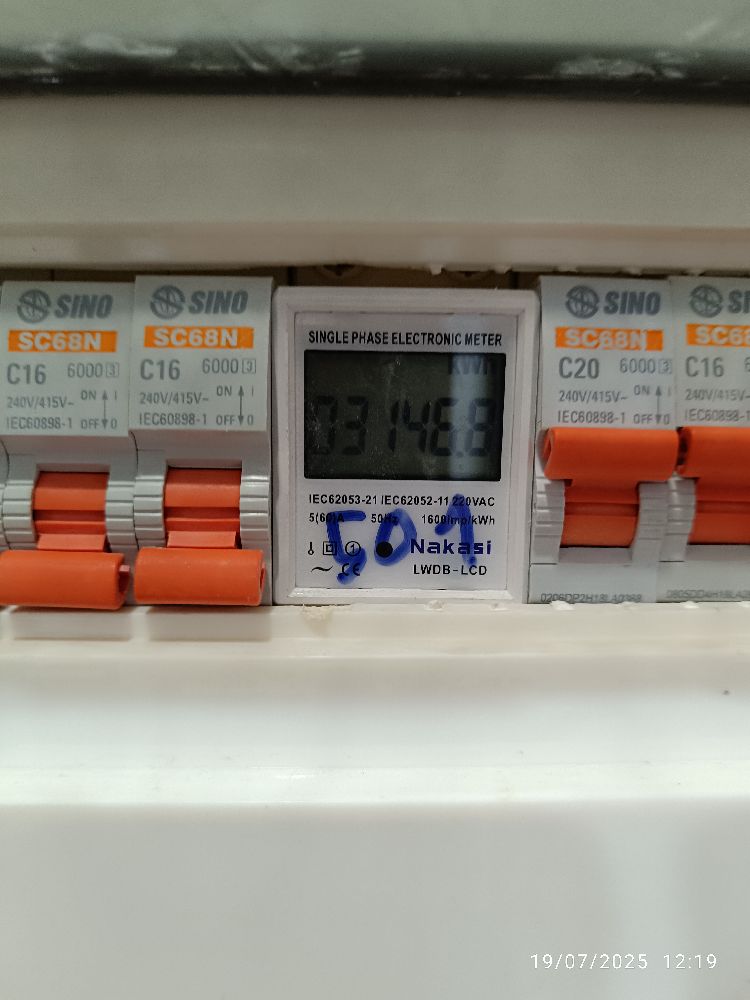 SINO
SC68N
C16 6000 3
240V/415V~ ON I
IEC60898-1 OFF 0
SINO
SC68N
C16 6000 3
240V/415V~ ON I
IEC60898-1 OFF 0
SINGLE PHASE ELECTRONIC METER
kWh
03146.8
IEC62053-21 IEC62052-11 220VAC
5(60)A 50Hz 1600imp/kWh
501
1 Nakasi
~ CE LWDB-LCD
SINO
SC68N
C20 6000 3
240V/415V~ ON I
IEC60898-1 OFF 0
SINO
C16 6000
240V/415V~
IEC60898-1
19/07/2025 12:19